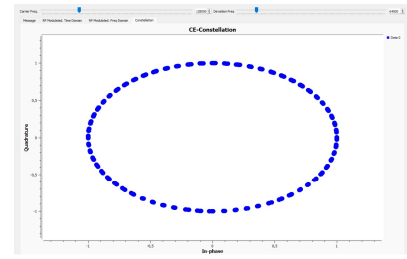 Carrier Freq.
Deviation Freq
Message RF Modulated, Time Domain RF Modulated, Freq Domain Constellation
CE-Constellation
Data 0
1
0.5
0
-0.5
-1
Quadrature
-1 -0.5 0 0.5 1
In-phase